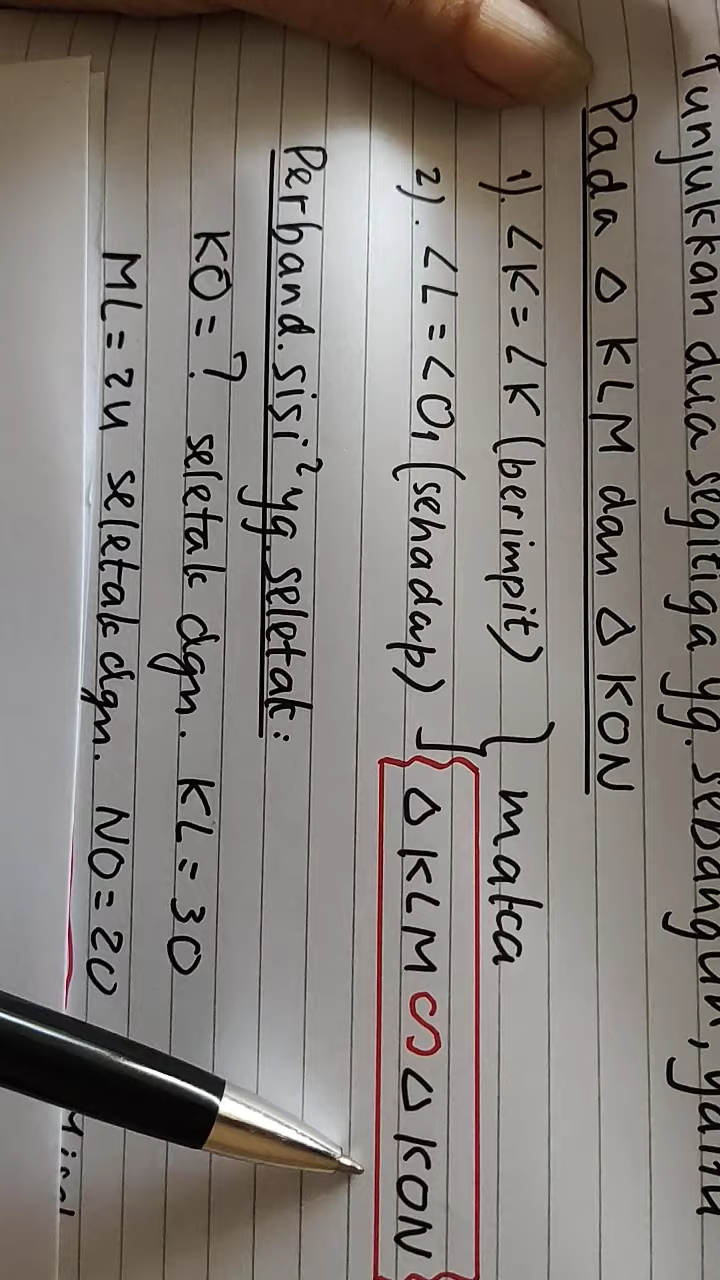 Tunjukkan dua segitiga yg. sebangun, yaitu
Pada Δ KLM dan Δ KON
1). ∠K = ∠K (berimpit) } maka
2). ∠L = ∠O₁ (sehadap) } Δ KLM ∽ Δ KON
Perband. sisi² yg. seletak:
KO = ? seletak dgn. KL = 30
ML = 24 seletak dgn. NO = 20